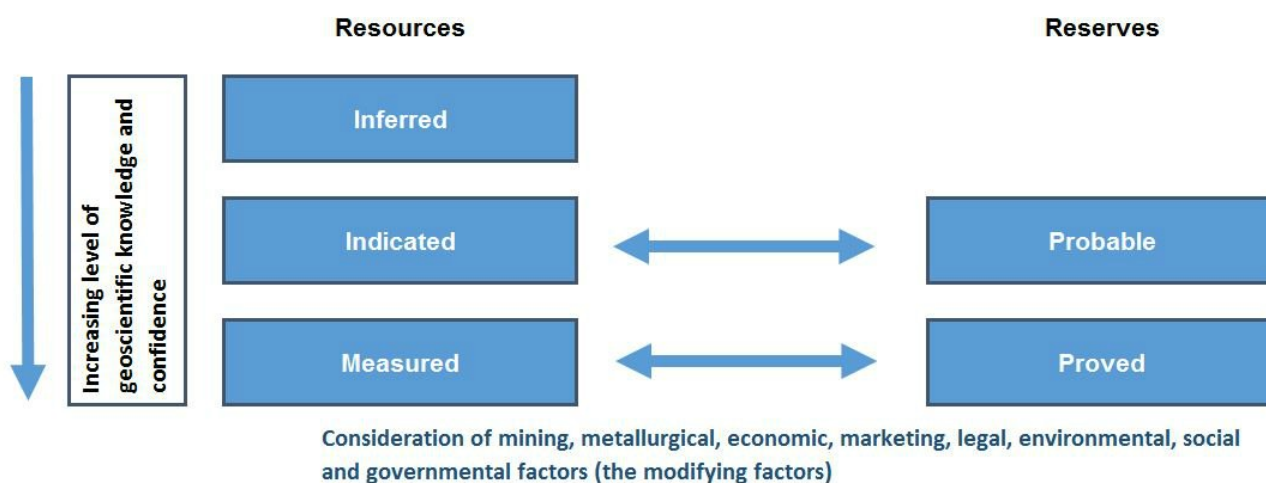 Resources
Reserves
Increasing level of
geoscientific knowledge and
confidence
Inferred
Indicated
Probable
Measured
Proved
Consideration of mining, metallurgical, economic, marketing, legal, environmental, social
and governmental factors (the modifying factors)